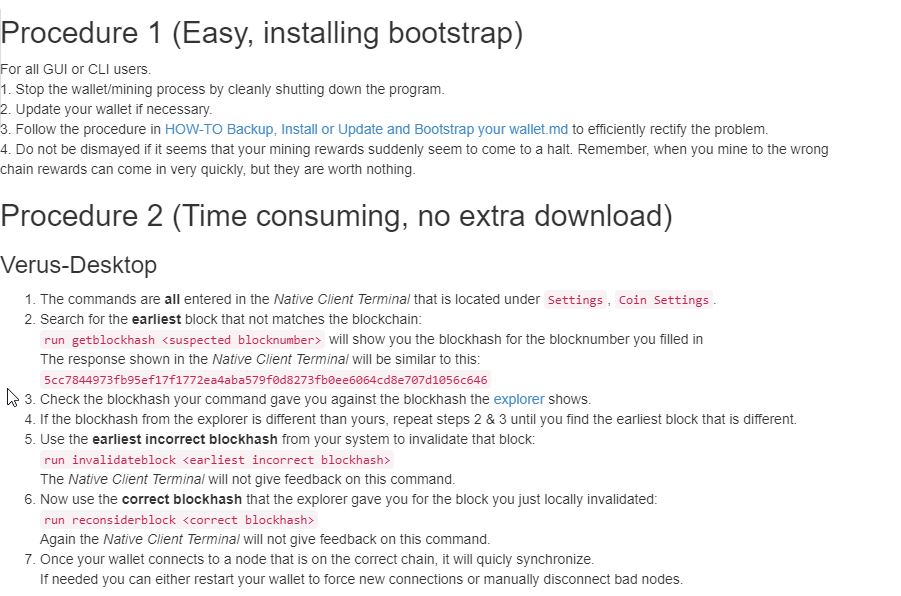 Procedure 1 (Easy, installing bootstrap)
For all GUI or CLI users.
1. Stop the wallet/mining process by cleanly shutting down the program.
2. Update your wallet if necessary.
3. Follow the procedure in HOW-TO Backup, Install or Update and Bootstrap your wallet.md to efficiently rectify the problem.
4. Do not be dismayed if it seems that your mining rewards suddenly seem to come to a halt. Remember, when you mine to the wrong
chain rewards can come in very quickly, but they are worth nothing.
Procedure 2 (Time consuming, no extra download)
Verus-Desktop
1. The commands are all entered in the Native Client Terminal that is located under Settings , Coin Settings .
2. Search for the earliest block that not matches the blockchain:
run getblockhash <suspected blocknumber> will show you the blockhash for the blocknumber you filled in
The response shown in the Native Client Terminal will be similar to this:
5cc7844973fb95ef17f1772ea4aba579f0d8273fb0ee6064cd8e707d1056c646
3. Check the blockhash your command gave you against the blockhash the explorer shows.
4. If the blockhash from the explorer is different than yours, repeat steps 2 & 3 until you find the earliest block that is different.
5. Use the earliest incorrect blockhash from your system to invalidate that block:
run invalidateblock <earliest incorrect blockhash>
The Native Client Terminal will not give feedback on this command.
6. Now use the correct blockhash that the explorer gave you for the block you just locally invalidated:
run reconsiderblock <correct blockhash>
Again the Native Client Terminal will not give feedback on this command.
7. Once your wallet connects to a node that is on the correct chain, it will quicly synchronize.
If needed you can either restart your wallet to force new connections or manually disconnect bad nodes.